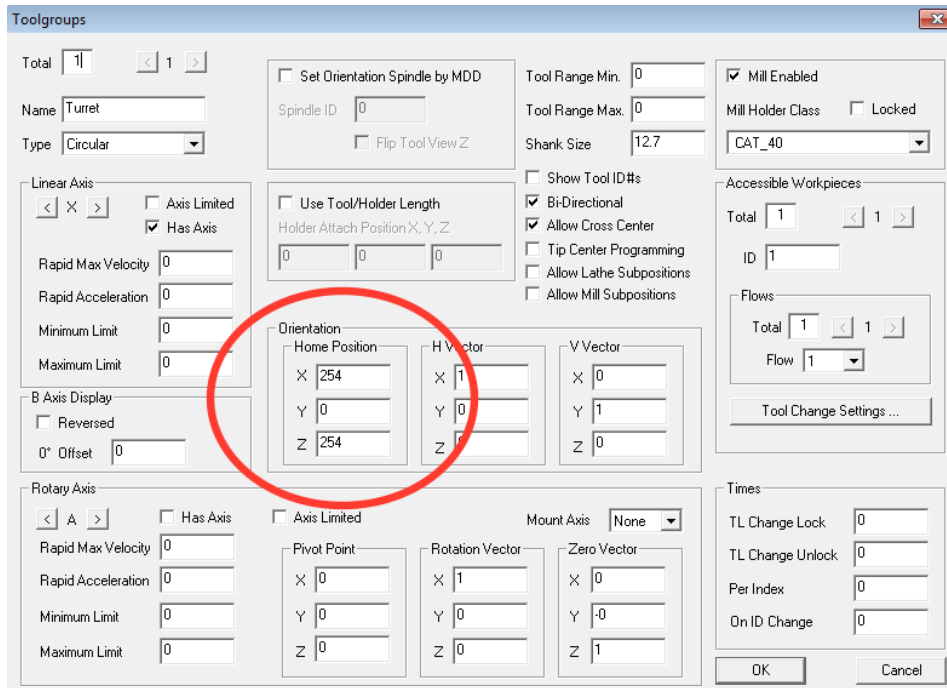 Toolgroups
Total 1 < 1 >
Name Turret
Type Circular
Linear Axis
< X > Axis Limited
Has Axis
Rapid Max Velocity 0
Rapid Acceleration 0
Minimum Limit 0
Maximum Limit 0
B Axis Display
Reversed
0° Offset 0
Set Orientation Spindle by MDD
Spindle ID 0
Flip Tool View Z
Use Tool/Holder Length
Holder Attach Position X, Y, Z
0 0 0
Tool Range Min. 0
Tool Range Max. 0
Shank Size 12.7
Show Tool ID#s
Bi-Directional
Allow Cross Center
Tip Center Programming
Allow Lathe Subpositions
Allow Mill Subpositions
Orientation
Home Position
X 254
Y 0
Z 254
H Vector
X 1
Y 0
Z
V Vector
X 0
Y 1
Z 0
Mill Enabled
Mill Holder Class Locked
CAT_40
Accessible Workpieces
Total 1 < 1 >
ID 1
Flows
Total 1 < 1 >
Flow 1
Tool Change Settings ...
Rotary Axis
< A > Has Axis Axis Limited Mount Axis None
Rapid Max Velocity 0
Rapid Acceleration 0
Minimum Limit 0
Maximum Limit 0
Pivot Point
X 0
Y 0
Z 0
Rotation Vector
X 1
Y 0
Z 0
Zero Vector
X 0
Y -0
Z 1
Times
TL Change Lock 0
TL Change Unlock 0
Per Index 0
On ID Change 0
OK Cancel